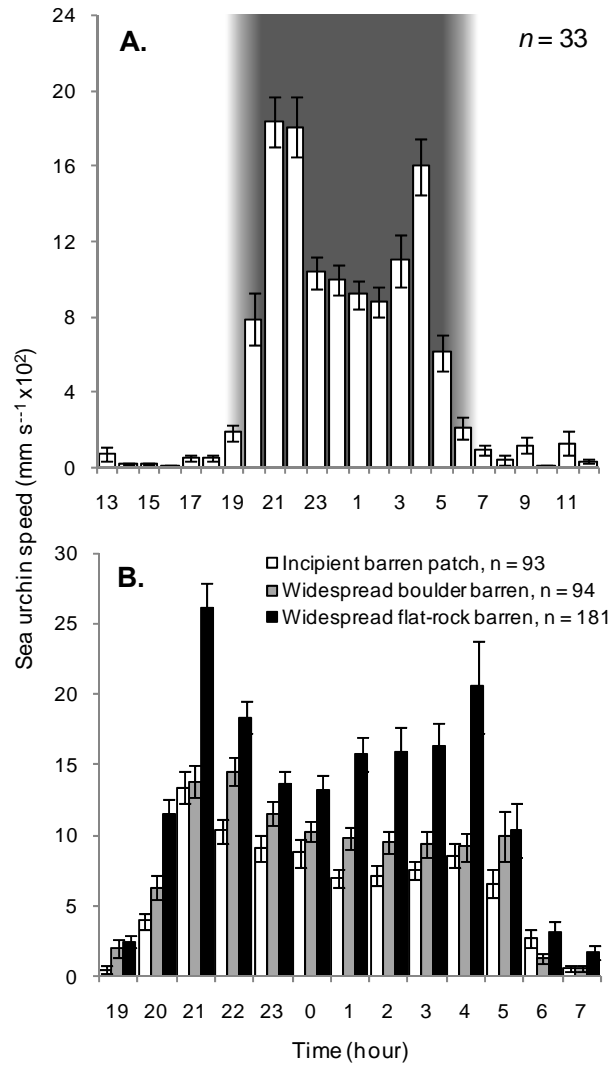 24
A.
n = 33
20
16
12
8
4
0
13 15 17 19 21 23 1 3 5 7 9 11
Sea urchin speed (mm s⁻¹ x10²)
30
B.
Incipient barren patch, n = 93
Widespread boulder barren, n = 94
Widespread flat-rock barren, n = 181
25
20
15
10
5
0
19 20 21 22 23 0 1 2 3 4 5 6 7
Time (hour)